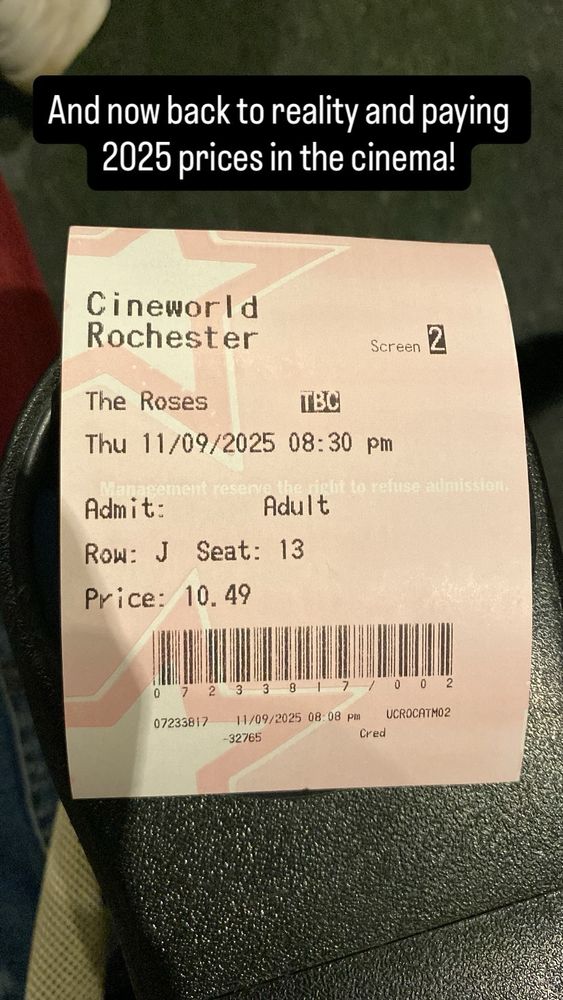 And now back to reality and paying
2025 prices in the cinema!
Cineworld
Rochester
Screen 2
The Roses TBC
Thu 11/09/2025 08:30 pm
Management reserve the right to refuse admission.
Admit: Adult
Row: J Seat: 13
Price: 10.49
0 7 2 3 3 8 1 7 / 0 0 2
07233817 11/09/2025 08:08 pm UCROCATM02
-32765 Cred